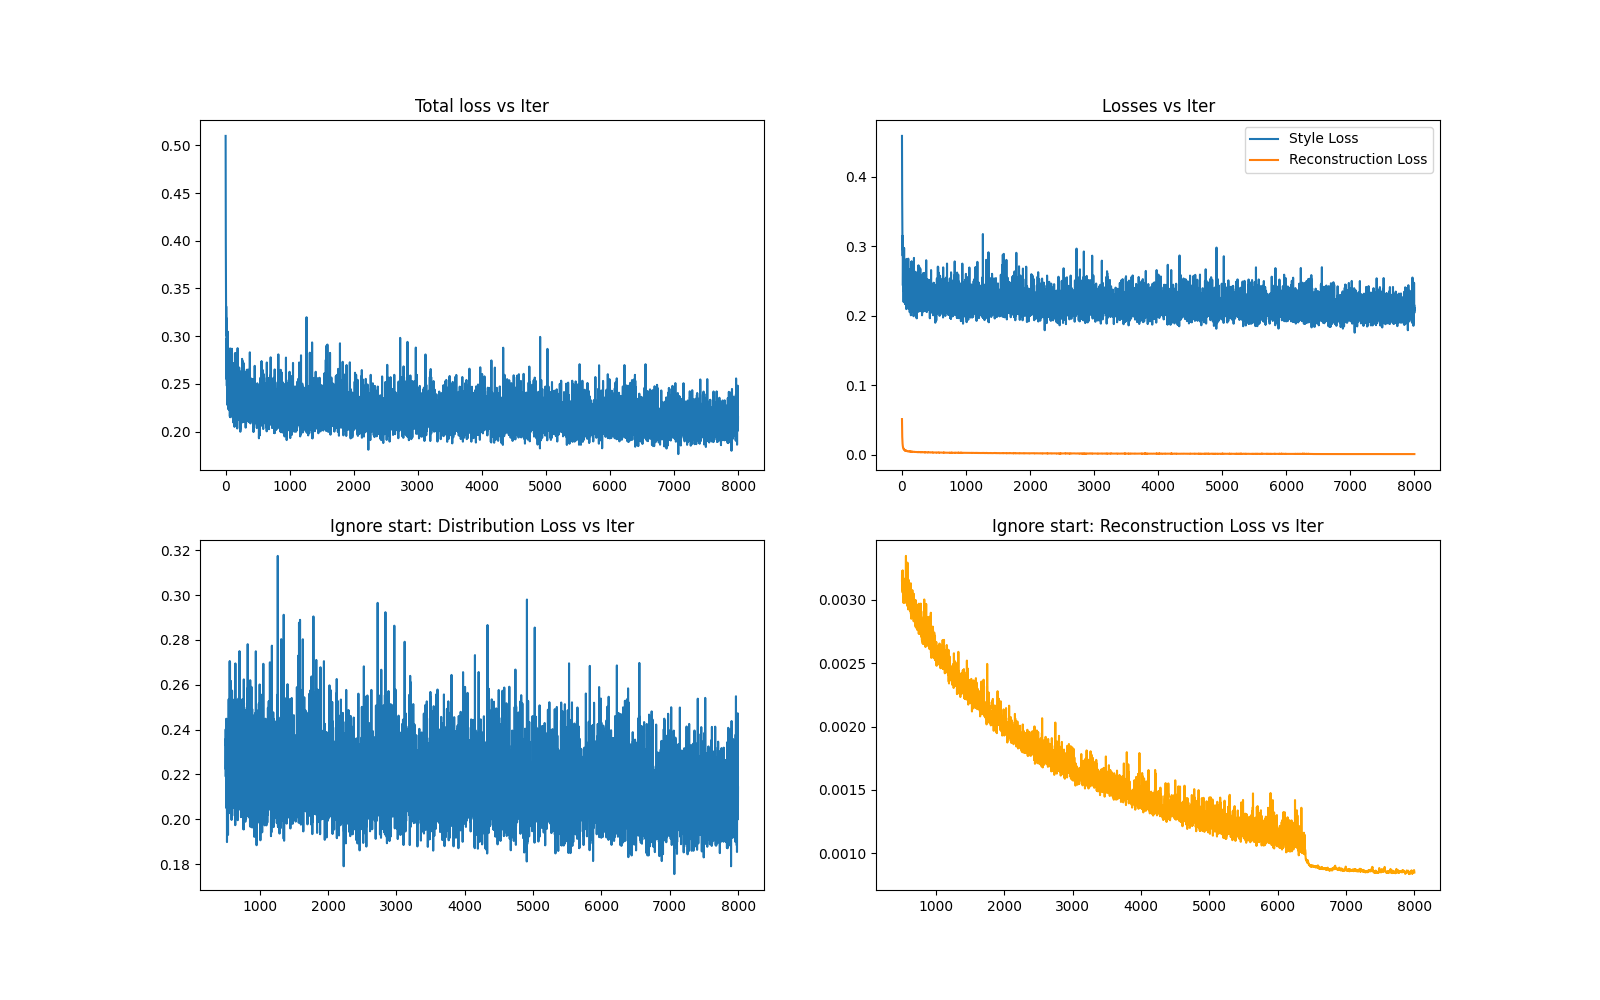 Total loss vs Iter
0.50
0.45
0.40
0.35
0.30
0.25
0.20
0 1000 2000 3000 4000 5000 6000 7000 8000
Losses vs Iter
Style Loss
Reconstruction Loss
0.4
0.3
0.2
0.1
0.0
0 1000 2000 3000 4000 5000 6000 7000 8000
Ignore start: Distribution Loss vs Iter
0.32
0.30
0.28
0.26
0.24
0.22
0.20
0.18
1000 2000 3000 4000 5000 6000 7000 8000
Ignore start: Reconstruction Loss vs Iter
0.0030
0.0025
0.0020
0.0015
0.0010
1000 2000 3000 4000 5000 6000 7000 8000